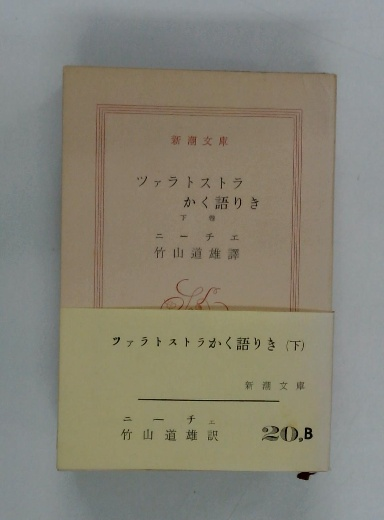 新潮文庫
ツァラトストラ
かく語りき
下巻
ニーチェ
竹山道雄譯
ツァラトストラかく語りき（下）
新潮文庫
ニーチェ
竹山道雄訳
20.B